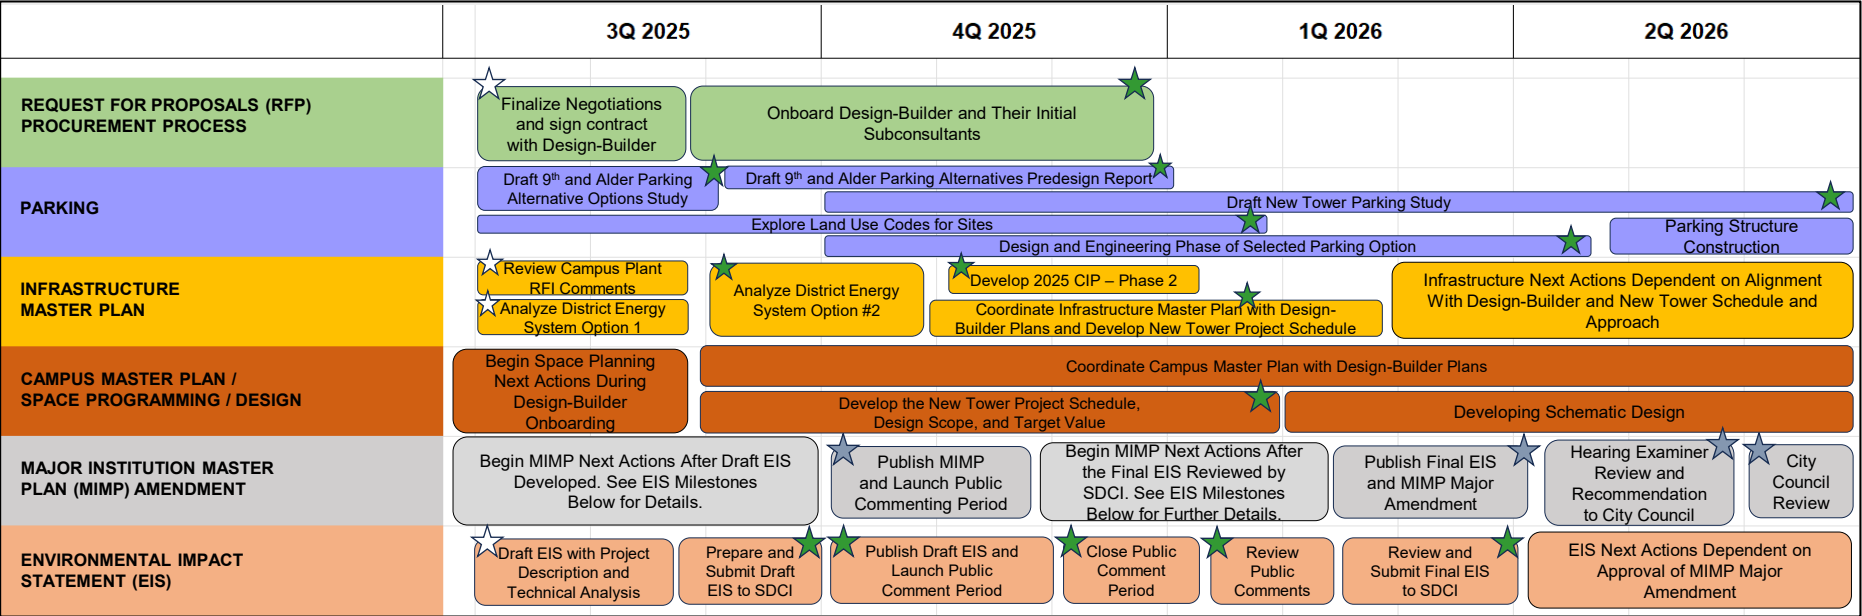 3Q 2025
4Q 2025
1Q 2026
2Q 2026
REQUEST FOR PROPOSALS (RFP)
PROCUREMENT PROCESS
Finalize Negotiations
and sign contract
with Design-Builder
Onboard Design-Builder and Their Initial
Subconsultants
PARKING
Draft 9th and Alder Parking
Alternative Options Study
Draft 9th and Alder Parking Alternatives Predesign Report
Draft New Tower Parking Study
Explore Land Use Codes for Sites
Design and Engineering Phase of Selected Parking Option
Parking Structure
Construction
INFRASTRUCTURE
MASTER PLAN
Review Campus Plant
RFI Comments
Analyze District Energy
System Option 1
Analyze District Energy
System Option #2
Develop 2025 CIP – Phase 2
Coordinate Infrastructure Master Plan with Design-
Builder Plans and Develop New Tower Project Schedule
Infrastructure Next Actions Dependent on Alignment
With Design-Builder and New Tower Schedule and
Approach
CAMPUS MASTER PLAN /
SPACE PROGRAMMING / DESIGN
Begin Space Planning
Next Actions During
Design-Builder
Onboarding
Coordinate Campus Master Plan with Design-Builder Plans
Develop the New Tower Project Schedule,
Design Scope, and Target Value
Developing Schematic Design
MAJOR INSTITUTION MASTER
PLAN (MIMP) AMENDMENT
Begin MIMP Next Actions After Draft EIS
Developed. See EIS Milestones
Below for Details.
Publish MIMP
and Launch Public
Commenting Period
Begin MIMP Next Actions After
the Final EIS Reviewed by
SDCI. See EIS Milestones
Below for Further Details.
Publish Final EIS
and MIMP Major
Amendment
Hearing Examiner
Review and
Recommendation
to City Council
City
Council
Review
ENVIRONMENTAL IMPACT
STATEMENT (EIS)
Draft EIS with Project
Description and
Technical Analysis
Prepare and
Submit Draft
EIS to SDCI
Publish Draft EIS and
Launch Public
Comment Period
Close Public
Comment
Period
Review
Public
Comments
Review and
Submit Final EIS
to SDCI
EIS Next Actions Dependent on
Approval of MIMP Major
Amendment